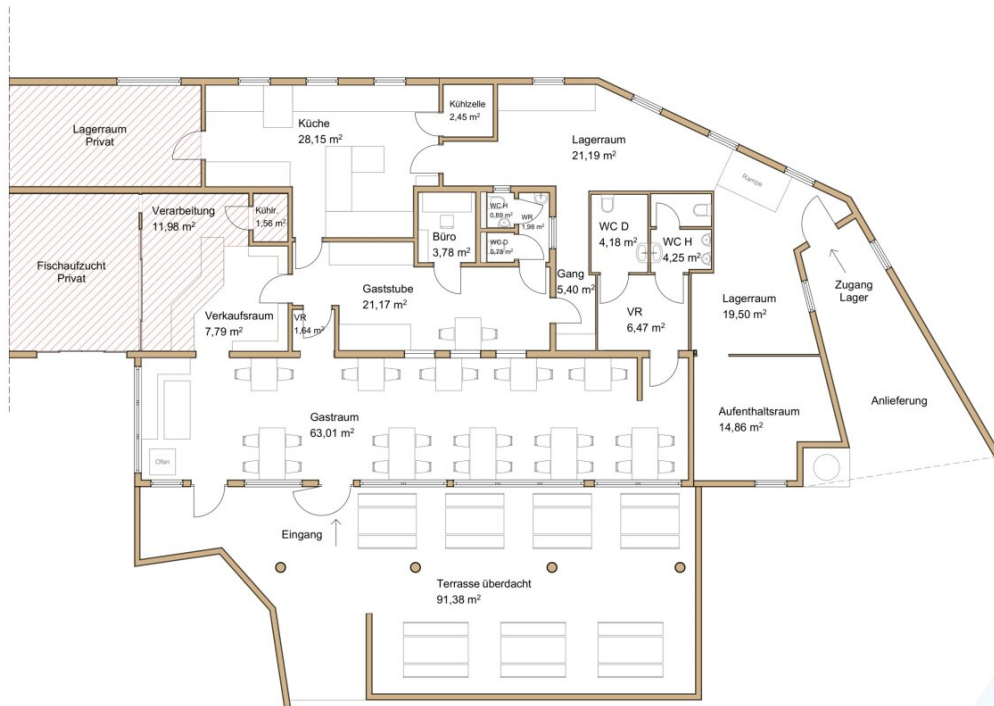 Kühlzelle
2,45 m²
Lagerraum
Privat
Küche
28,15 m²
Lagerraum
21,19 m²
Rampe
Verarbeitung
11,98 m²
Kühlr.
1,56 m²
WC H
0,89 m²
WR
1,98 m²
WC D
0,75 m²
Büro
3,78 m²
WC D
4,18 m²
WC H
4,25 m²
Fischaufzucht
Privat
Gaststube
21,17 m²
Gang
5,40 m²
Zugang
Lager
Lagerraum
19,50 m²
Verkaufsraum
7,79 m²
VR
1,64 m²
VR
6,47 m²
Gastraum
63,01 m²
Aufenthaltsraum
14,86 m²
Anlieferung
Ofen
Eingang
Terrasse überdacht
91,38 m²